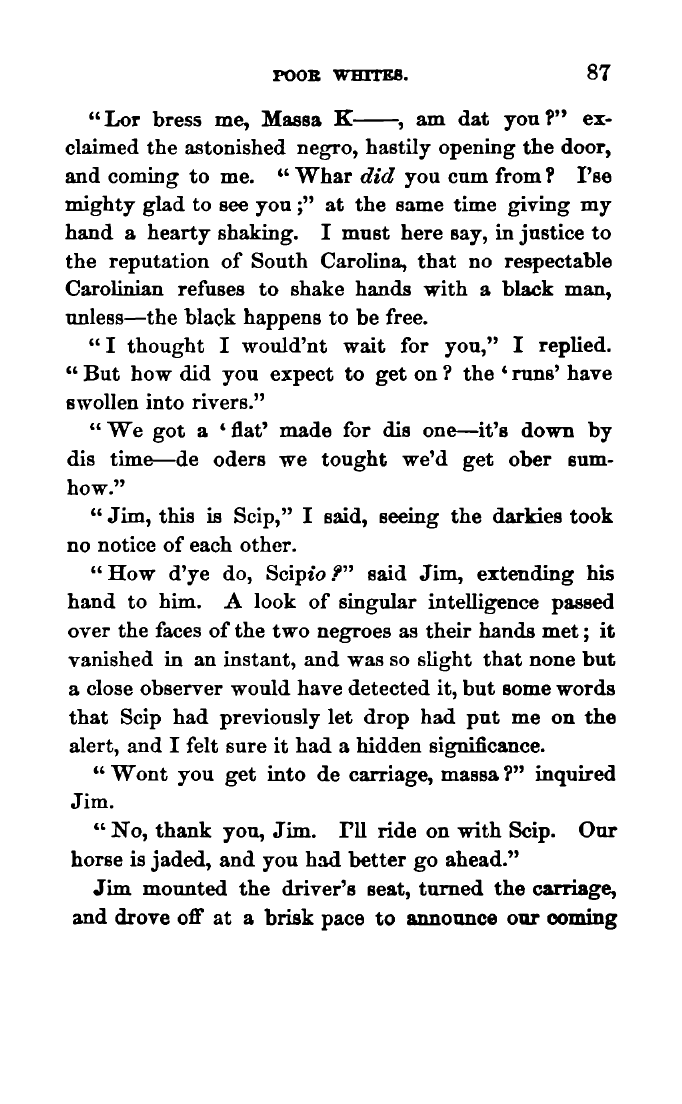 POOR WHITES. 87
“Lor bress me, Massa K——, am dat you?” ex-
claimed the astonished negro, hastily opening the door,
and coming to me. “Whar did you cum from? I’se
mighty glad to see you;” at the same time giving my
hand a hearty shaking. I must here say, in justice to
the reputation of South Carolina, that no respectable
Carolinian refuses to shake hands with a black man,
unless—the black happens to be free.
“I thought I would’nt wait for you,” I replied.
“But how did you expect to get on? the ‘runs’ have
swollen into rivers.”
“We got a ‘flat’ made for dis one—it’s down by
dis time—de oders we tought we’d get ober sum-
how.”
“Jim, this is Scip,” I said, seeing the darkies took
no notice of each other.
“How d’ye do, Scipio?” said Jim, extending his
hand to him. A look of singular intelligence passed
over the faces of the two negroes as their hands met; it
vanished in an instant, and was so slight that none but
a close observer would have detected it, but some words
that Scip had previously let drop had put me on the
alert, and I felt sure it had a hidden significance.
“Wont you get into de carriage, massa?” inquired
Jim.
“No, thank you, Jim. I’ll ride on with Scip. Our
horse is jaded, and you had better go ahead.”
Jim mounted the driver’s seat, turned the carriage,
and drove off at a brisk pace to announce our coming